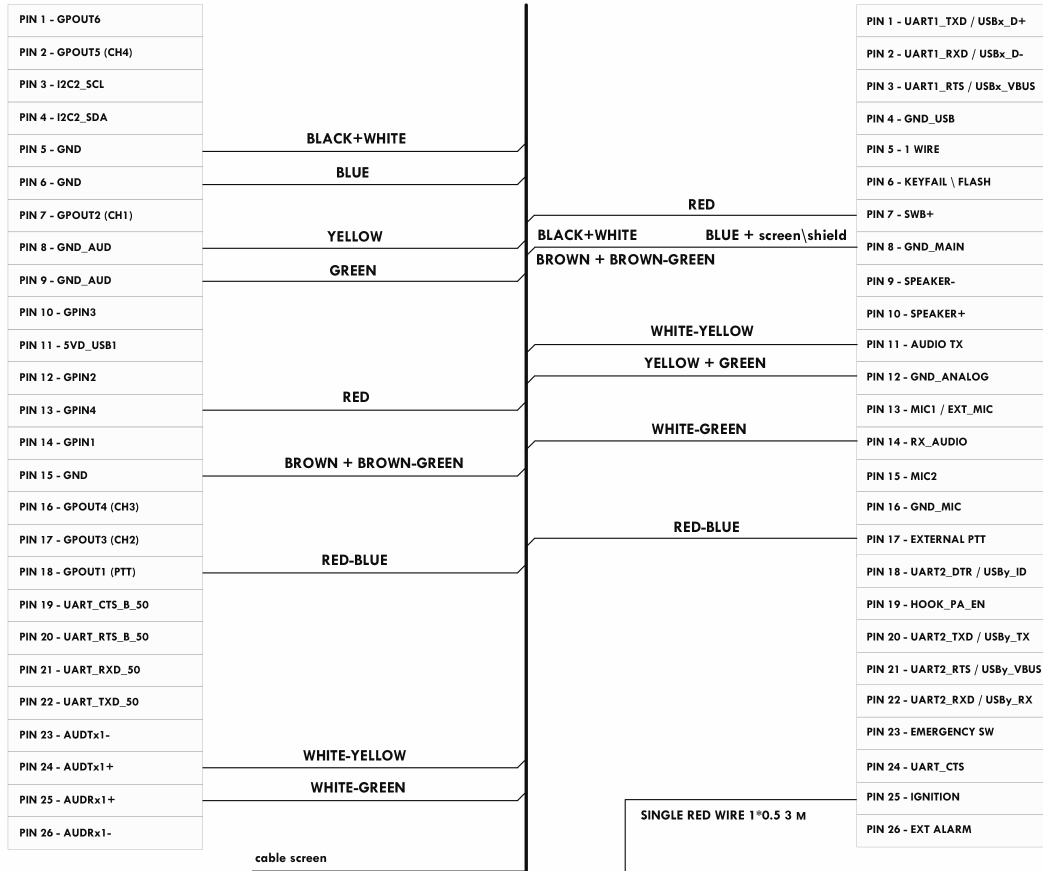 PIN 1 - GPOUT6
PIN 2 - GPOUT5 (CH4)
PIN 3 - I2C2_SCL
PIN 4 - I2C2_SDA
PIN 5 - GND
PIN 6 - GND
PIN 7 - GPOUT2 (CH1)
PIN 8 - GND_AUD
PIN 9 - GND_AUD
PIN 10 - GPIN3
PIN 11 - 5VD_USB1
PIN 12 - GPIN2
PIN 13 - GPIN4
PIN 14 - GPIN1
PIN 15 - GND
PIN 16 - GPOUT4 (CH3)
PIN 17 - GPOUT3 (CH2)
PIN 18 - GPOUT1 (PTT)
PIN 19 - UART_CTS_B_50
PIN 20 - UART_RTS_B_50
PIN 21 - UART_RXD_50
PIN 22 - UART_TXD_50
PIN 23 - AUDTx1-
PIN 24 - AUDTx1+
PIN 25 - AUDRx1+
PIN 26 - AUDRx1-
BLACK+WHITE
BLUE
YELLOW
GREEN
RED
BROWN + BROWN-GREEN
RED-BLUE
WHITE-YELLOW
WHITE-GREEN
cable screen
RED
BLACK+WHITE
BLUE + screen\shield
BROWN + BROWN-GREEN
WHITE-YELLOW
YELLOW + GREEN
WHITE-GREEN
RED-BLUE
SINGLE RED WIRE 1*0.5 3 м
PIN 1 - UART1_TXD / USBx_D+
PIN 2 - UART1_RXD / USBx_D-
PIN 3 - UART1_RTS / USBx_VBUS
PIN 4 - GND_USB
PIN 5 - 1 WIRE
PIN 6 - KEYFAIL \ FLASH
PIN 7 - SWB+
PIN 8 - GND_MAIN
PIN 9 - SPEAKER-
PIN 10 - SPEAKER+
PIN 11 - AUDIO TX
PIN 12 - GND_ANALOG
PIN 13 - MIC1 / EXT_MIC
PIN 14 - RX_AUDIO
PIN 15 - MIC2
PIN 16 - GND_MIC
PIN 17 - EXTERNAL PTT
PIN 18 - UART2_DTR / USBy_ID
PIN 19 - HOOK_PA_EN
PIN 20 - UART2_TXD / USBy_TX
PIN 21 - UART2_RTS / USBy_VBUS
PIN 22 - UART2_RXD / USBy_RX
PIN 23 - EMERGENCY SW
PIN 24 - UART_CTS
PIN 25 - IGNITION
PIN 26 - EXT ALARM